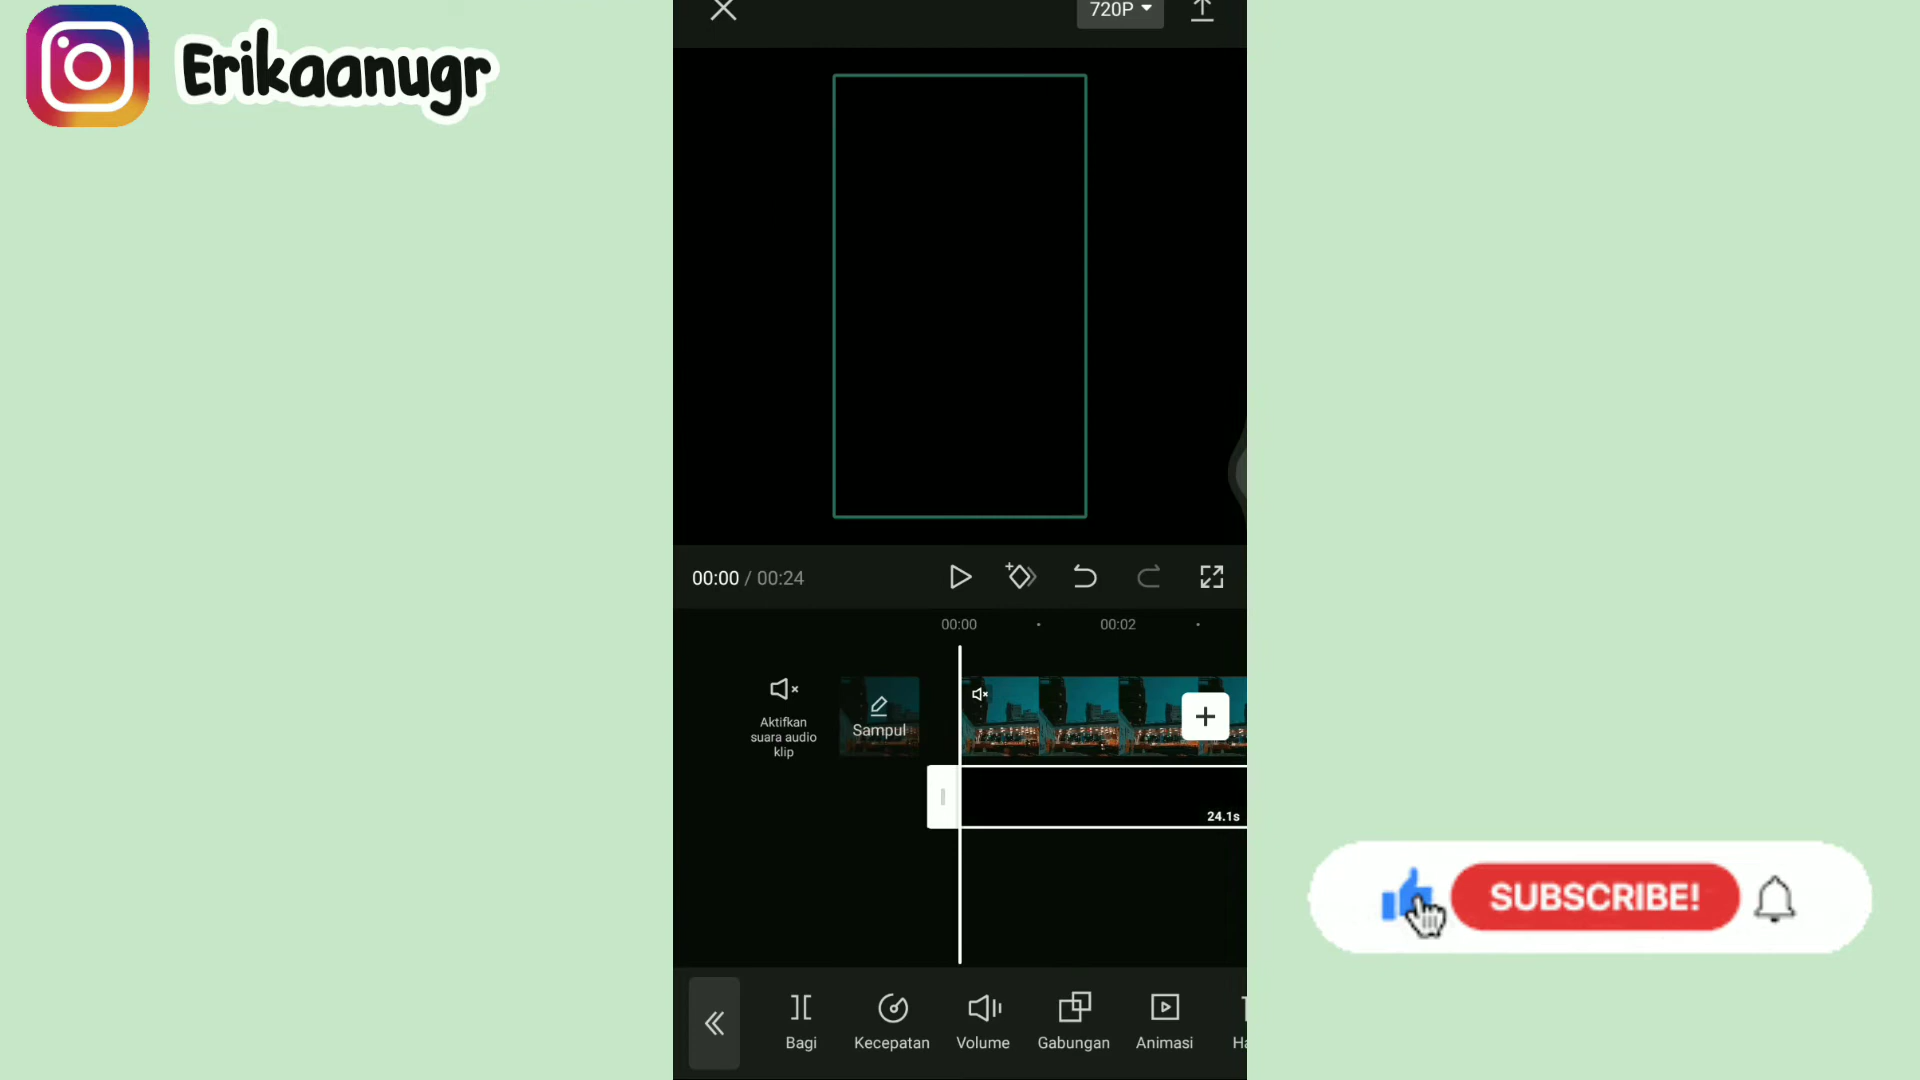 Erikaanugr
720P
00:00 / 00:24
00:00
00:02
Aktifkan
suara audio
klip
Sampul
24.1s
SUBSCRIBE!
Bagi
Kecepatan
Volume
Gabungan
Animasi